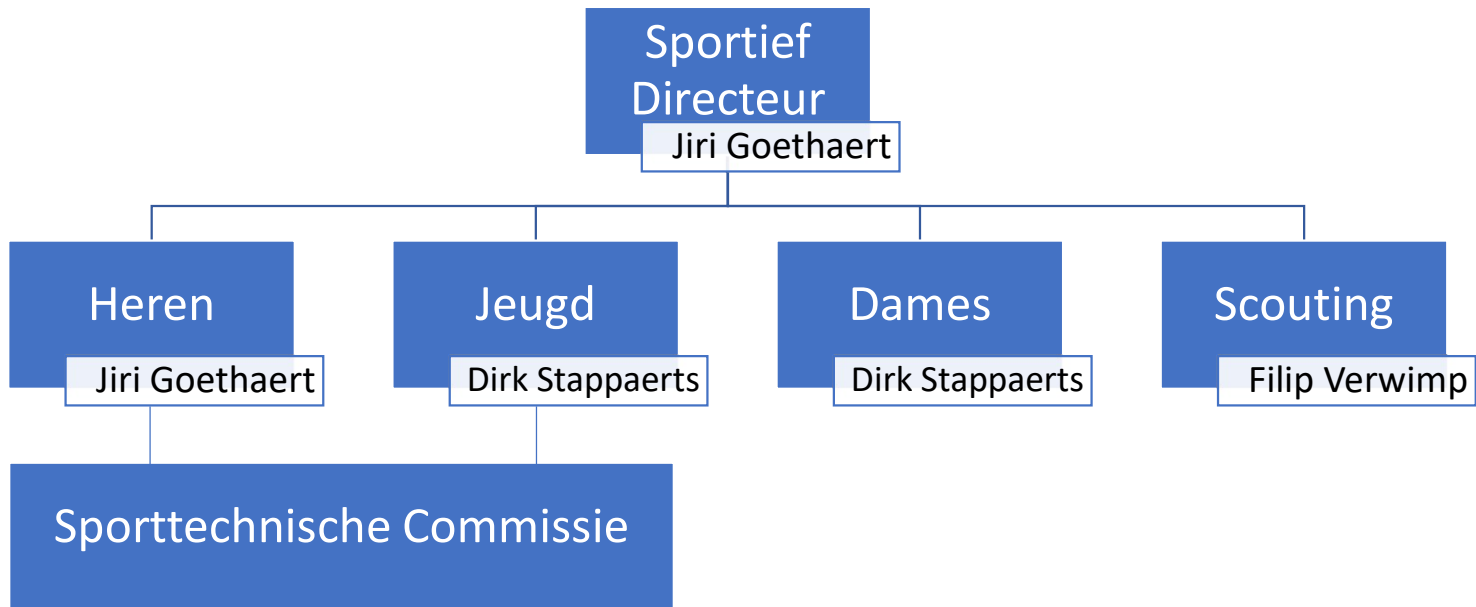 Sportief
Directeur
Jiri Goethaert
Heren
Jiri Goethaert
Jeugd
Dirk Stappaerts
Dames
Dirk Stappaerts
Scouting
Filip Verwimp
Sporttechnische Commissie